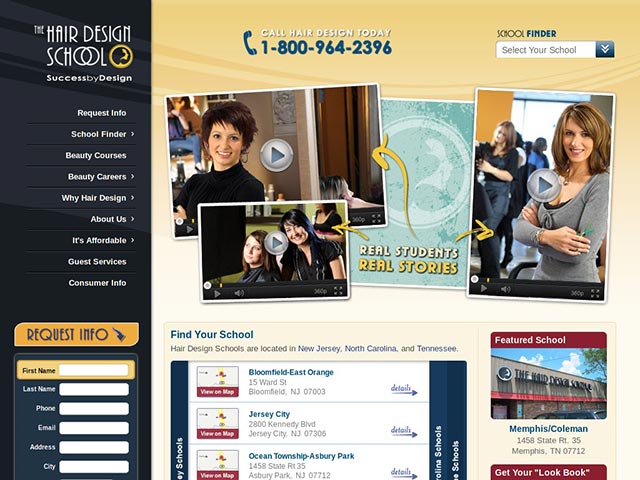 THE HAIR DESIGN
SCHOOL
SuccessbyDesign
CALL HAIR DESIGN TODAY
1-800-964-2396
SCHOOL FINDER
Select Your School
Request Info
School Finder ›
Beauty Courses
Beauty Careers ›
Why Hair Design ›
About Us ›
It's Affordable ›
Guest Services
Consumer Info
360p
360p
360p
REAL STUDENTS
REAL STORIES
REQUEST INFO
First Name
Last Name
Phone
Email
Address
City
Find Your School
Hair Design Schools are located in New Jersey, North Carolina, and Tennessee.
View on Map
Bloomfield-East Orange
15 Ward St
Bloomfield, NJ 07003
details
View on Map
Jersey City
2800 Kennedy Blvd
Jersey City, NJ 07306
details
View on Map
Ocean Township-Asbury Park
1458 State Rt 35
Asbury Park, NJ 07712
details
ey Schools
rolina Schools
ee Schools
Featured School
THE HAIR DESIGN SCHOOL
Memphis/Coleman
1458 State Rt. 35
Memphis, TN 07712
Get Your "Look Book"